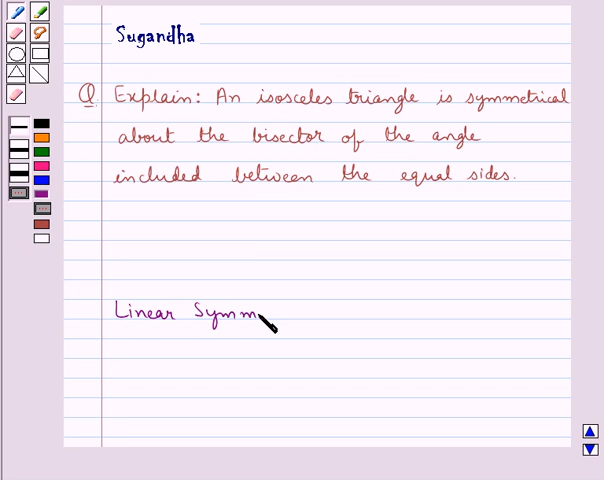 Sugandha
Q. Explain: An isosceles triangle is symmetrical
about the bisector of the angle
included between the equal sides.
Linear Symm